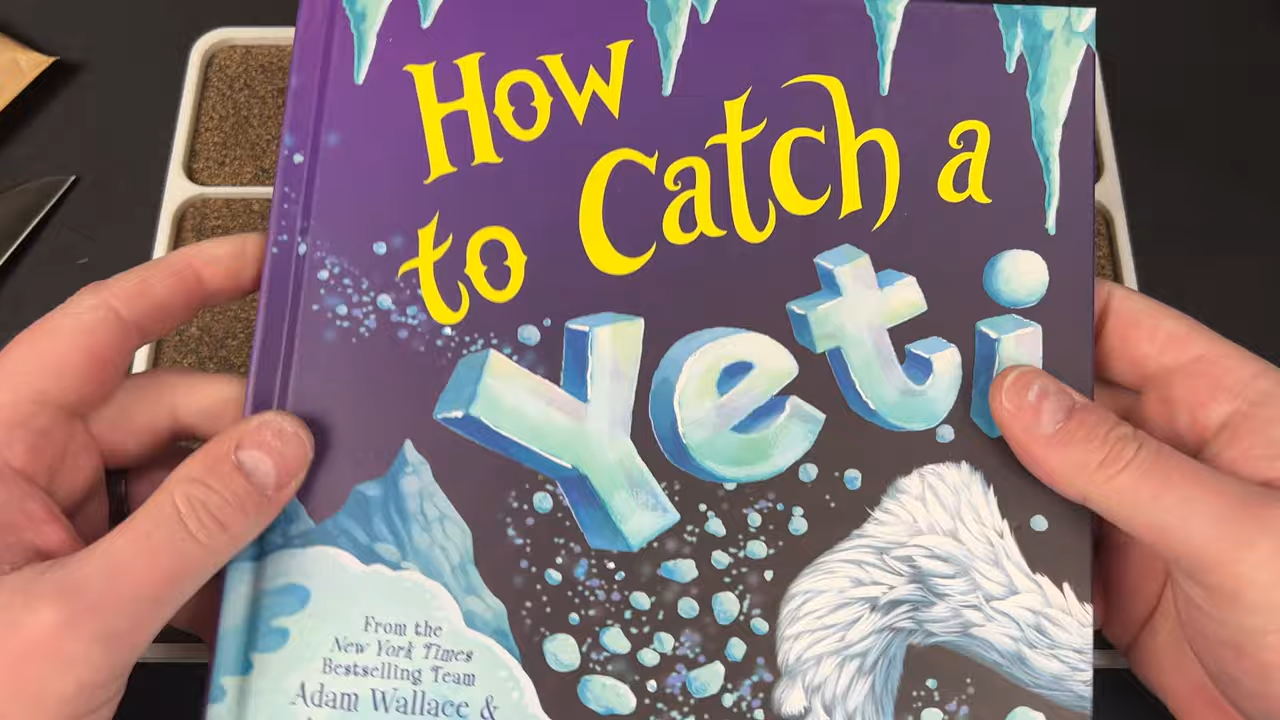 How
to Catch a
Yeti
From the
New York Times
Bestselling Team
Adam Wallace &